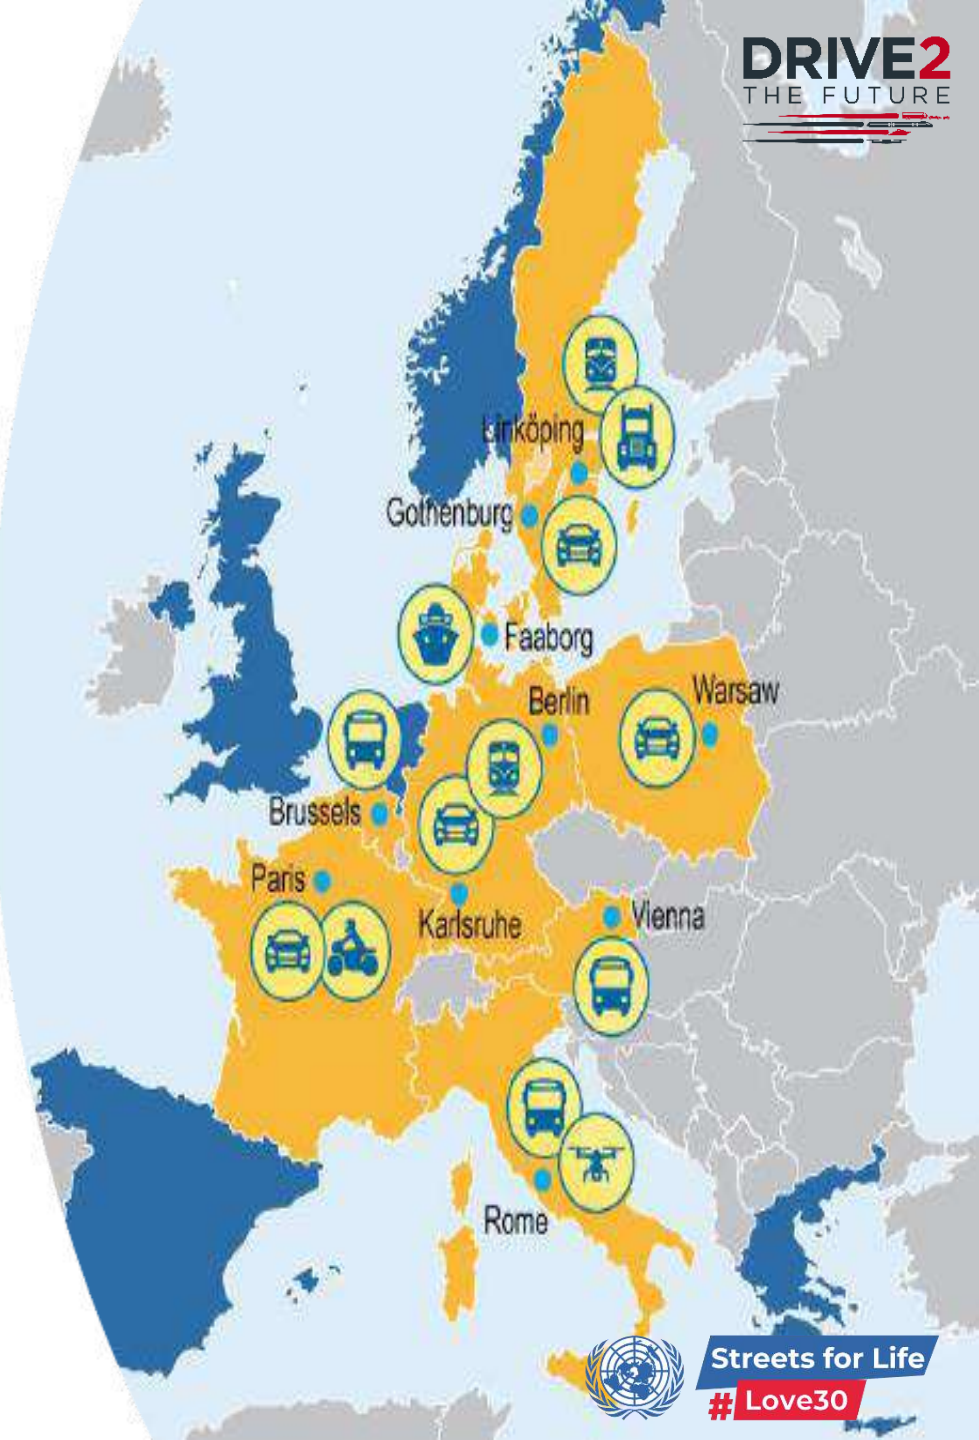 DRIVE2
THE FUTURE
Linköping
Gothenburg
Faaborg
Berlin
Warsaw
Brussels
Paris
Karlsruhe
Vienna
Rome
Streets for Life
# Love30